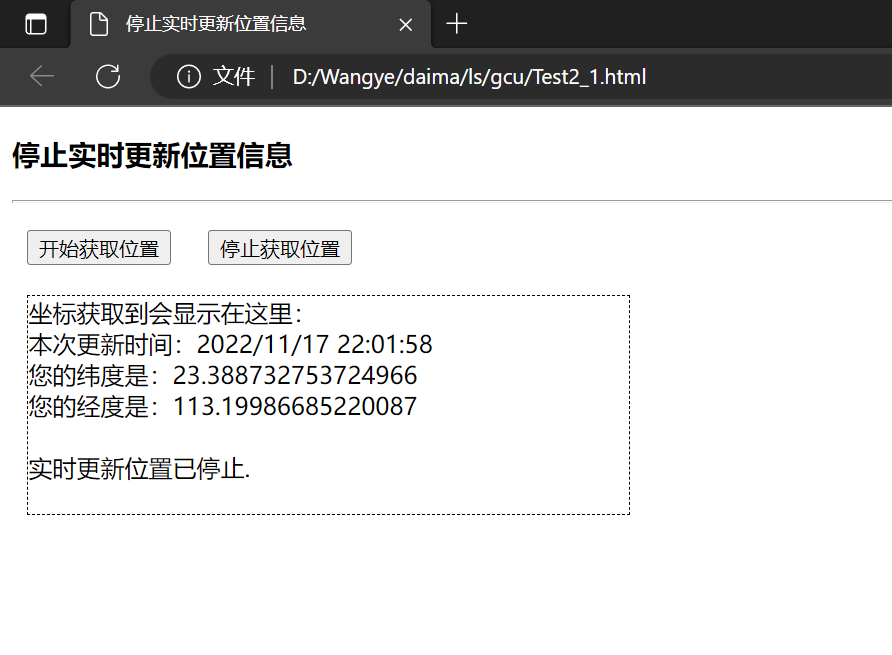 停止实时更新位置信息
文件 D:/Wangye/daima/ls/gcu/Test2_1.html
停止实时更新位置信息
开始获取位置 停止获取位置
坐标获取到会显示在这里：
本次更新时间：2022/11/17 22:01:58
您的纬度是：23.388732753724966
您的经度是：113.19986685220087
实时更新位置已停止.